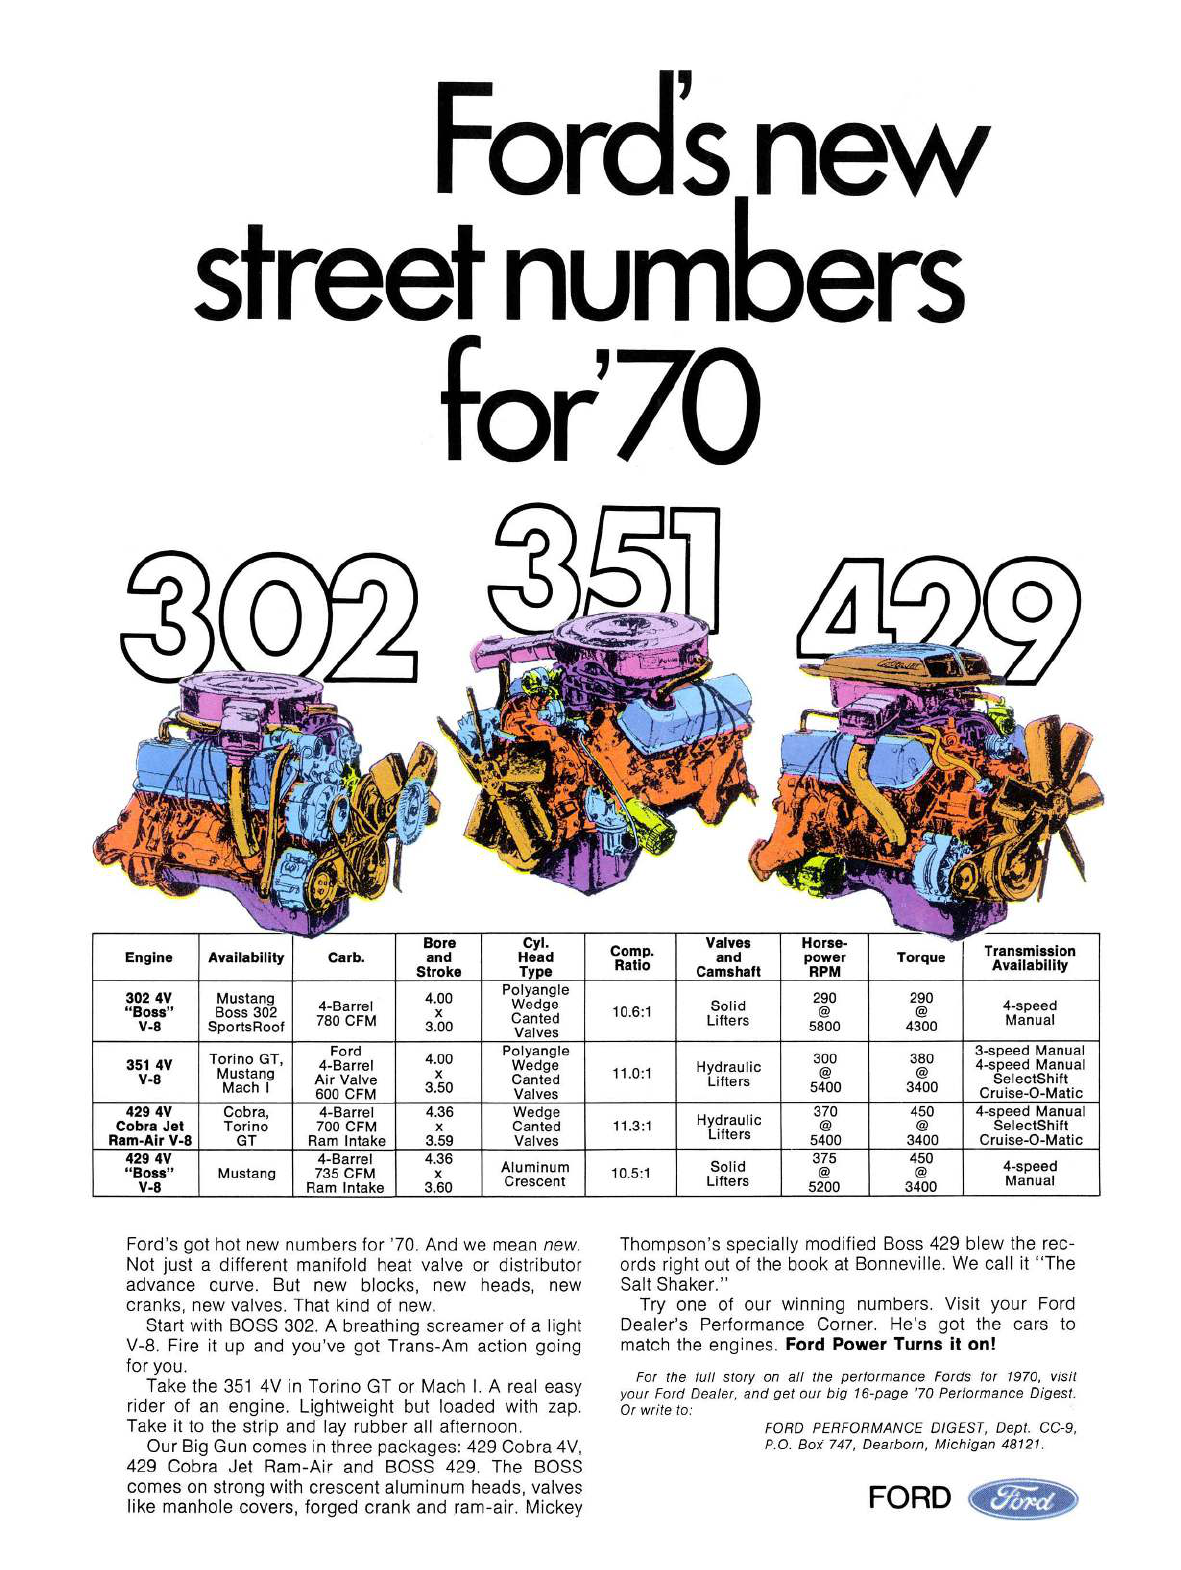 Ford's new
street numbers
for '70
302
351
429
Engine
Availability
Carb.
Bore
and
Stroke
Cyl.
Head
Type
Comp.
Ratio
Valves
and
Camshaft
Horse-
power
RPM
Torque
Transmission
Availability
302 4V
"Boss"
V-8
Mustang
Boss 302
SportsRoof
4-Barrel
780 CFM
4.00
x
3.00
Polyangle
Wedge
Canted
Valves
10.6:1
Solid
Lifters
290
@
5800
290
@
4300
4-speed
Manual
351 4V
V-8
Torino GT,
Mustang
Mach I
Ford
4-Barrel
Air Valve
600 CFM
4.00
x
3.50
Polyangle
Wedge
Canted
Valves
11.0:1
Hydraulic
Lifters
300
@
5400
380
@
3400
3-speed Manual
4-speed Manual
SelectShift
Cruise-O-Matic
429 4V
Cobra Jet
Ram-Air V-8
Cobra,
Torino
GT
4-Barrel
700 CFM
Ram Intake
4.36
x
3.59
Wedge
Canted
Valves
11.3:1
Hydraulic
Lifters
370
@
5400
450
@
3400
4-speed Manual
SelectShift
Cruise-O-Matic
429 4V
"Boss"
V-8
Mustang
4-Barrel
735 CFM
Ram Intake
4.36
x
3.60
Aluminum
Crescent
10.5:1
Solid
Lifters
375
@
5200
450
@
3400
4-speed
Manual
Ford's got hot new numbers for '70. And we mean new.
Not just a different manifold heat valve or distributor
advance curve. But new blocks, new heads, new
cranks, new valves. That kind of new.
Start with BOSS 302. A breathing screamer of a light
V-8. Fire it up and you've got Trans-Am action going
for you.
Take the 351 4V in Torino GT or Mach I. A real easy
rider of an engine. Lightweight but loaded with zap.
Take it to the strip and lay rubber all afternoon.
Our Big Gun comes in three packages: 429 Cobra 4V,
429 Cobra Jet Ram-Air and BOSS 429. The BOSS
comes on strong with crescent aluminum heads, valves
like manhole covers, forged crank and ram-air. Mickey
Thompson's specially modified Boss 429 blew the rec-
ords right out of the book at Bonneville. We call it "The
Salt Shaker."
Try one of our winning numbers. Visit your Ford
Dealer's Performance Corner. He's got the cars to
match the engines. Ford Power Turns it on!
For the full story on all the performance Fords for 1970, visit
your Ford Dealer, and get our big 16-page '70 Performance Digest.
Or write to:
FORD PERFORMANCE DIGEST, Dept. CC-9,
P.O. Box 747, Dearborn, Michigan 48121.
FORD Ford